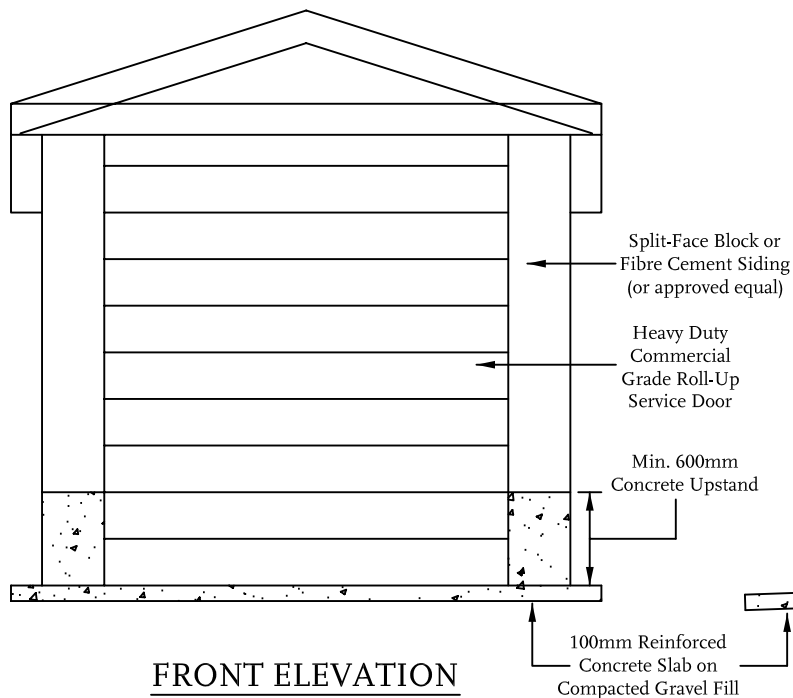 Split-Face Block or
Fibre Cement Siding
(or approved equal)
Heavy Duty
Commercial
Grade Roll-Up
Service Door
Min. 600mm
Concrete Upstand
100mm Reinforced
Concrete Slab on
Compacted Gravel Fill
FRONT ELEVATION